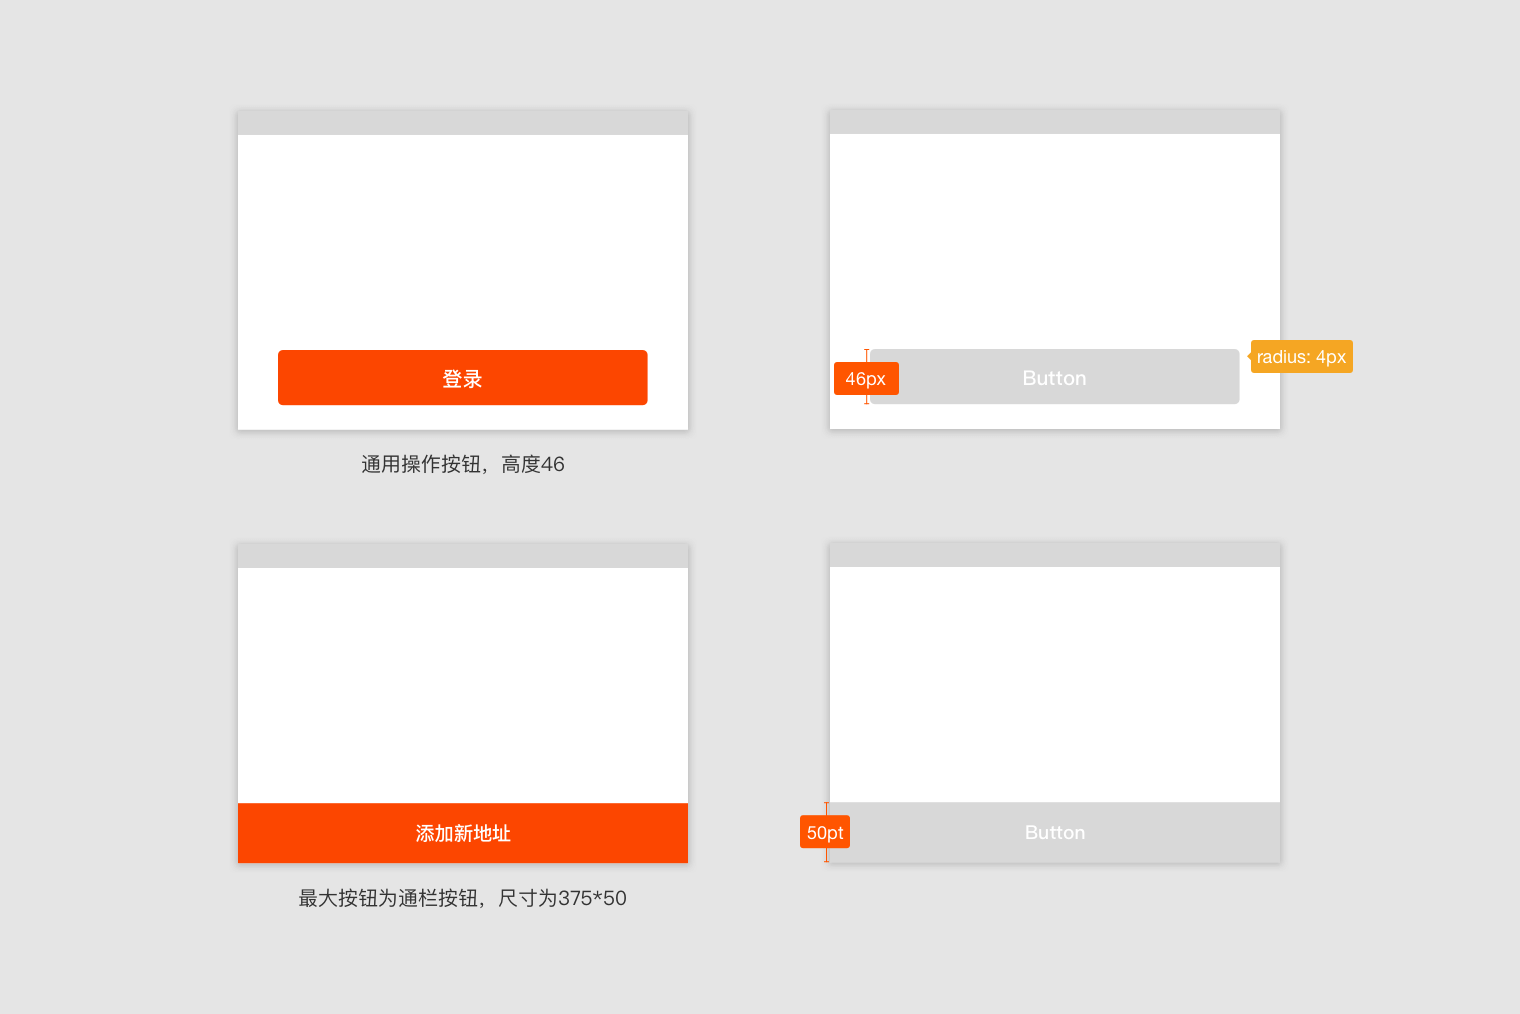 登录
46px
Button
radius: 4px
通用操作按钮，高度46
添加新地址
50pt
Button
最大按钮为通栏按钮，尺寸为375*50